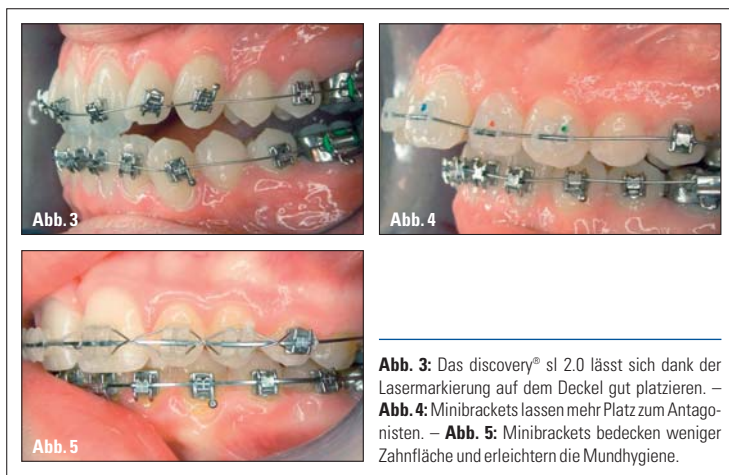 Abb. 3
Abb. 4
Abb. 5
Abb. 3: Das discovery® sl 2.0 lässt sich dank der
Lasermarkierung auf dem Deckel gut platzieren. –
Abb. 4: Minibrackets lassen mehr Platz zum Antago-
nisten. – Abb. 5: Minibrackets bedecken weniger
Zahnfläche und erleichtern die Mundhygiene.